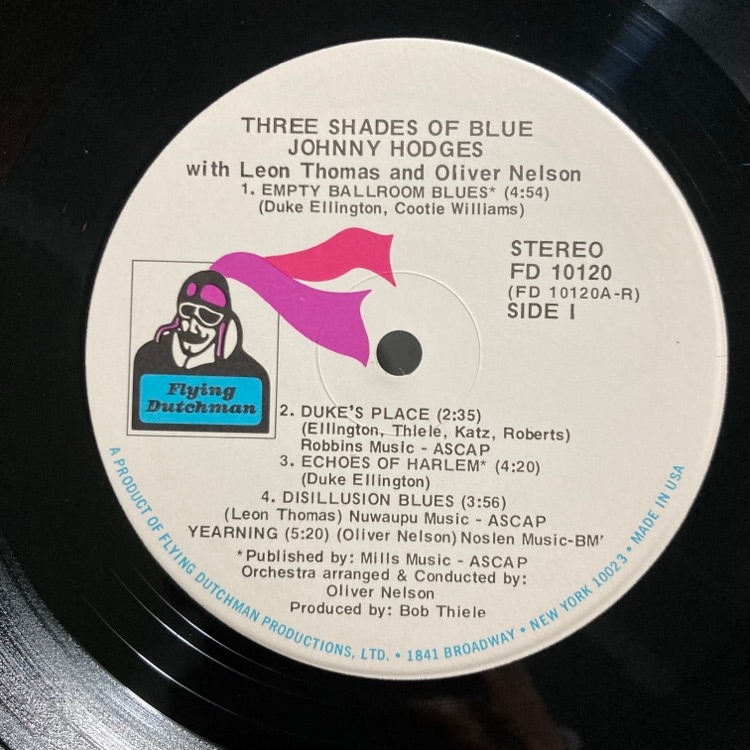 THREE SHADES OF BLUE
JOHNNY HODGES
with Leon Thomas and Oliver Nelson
1. EMPTY BALLROOM BLUES* (4:54)
(Duke Ellington, Cootie Williams)
STEREO
FD 10120
(FD 10120A-R)
SIDE I
Flying
Dutchman
2. DUKE'S PLACE (2:35)
(Ellington, Thiele, Katz, Roberts)
Robbins Music - ASCAP
3. ECHOES OF HARLEM* (4:20)
(Duke Ellington)
4. DISILLUSION BLUES (3:56)
(Leon Thomas) Nuwaupu Music - ASCAP
YEARNING (5:20) (Oliver Nelson) Noslen Music-BM'
*Published by: Mills Music - ASCAP
Orchestra arranged & Conducted by:
Oliver Nelson
Produced by: Bob Thiele
A PRODUCT OF FLYING DUTCHMAN PRODUCTIONS, LTD. • 1841 BROADWAY • NEW YORK 10023 • MADE IN USA